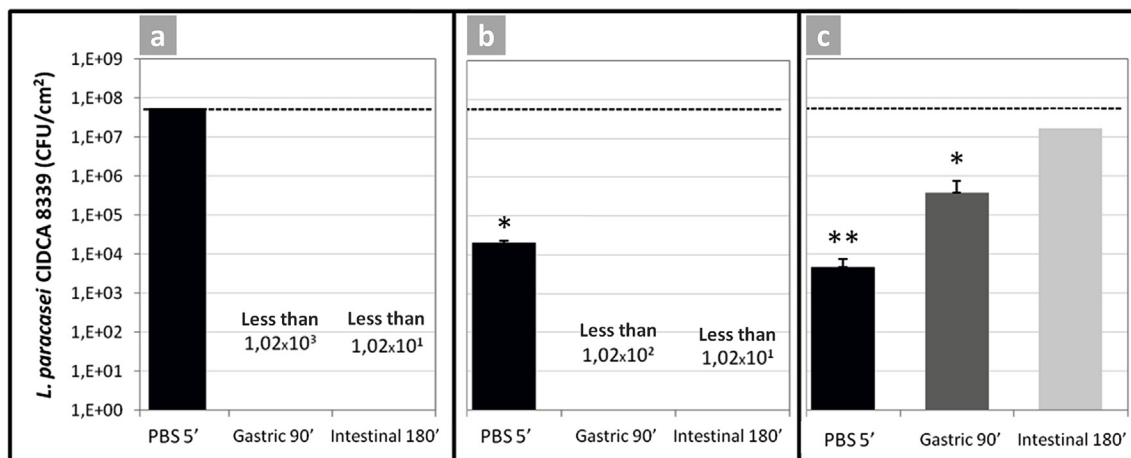 a
b
c
L. paracasei CIDCA 8339 (CFU/cm²)
1,E+09
1,E+08
1,E+07
1,E+06
1,E+05
1,E+04
1,E+03
1,E+02
1,E+01
1,E+00
Less than
1,02x10³
Less than
1,02x10¹
PBS 5′
Gastric 90′
Intestinal 180′
*
Less than
1,02x10²
Less than
1,02x10¹
PBS 5′
Gastric 90′
Intestinal 180′
**
*
PBS 5′
Gastric 90′
Intestinal 180′